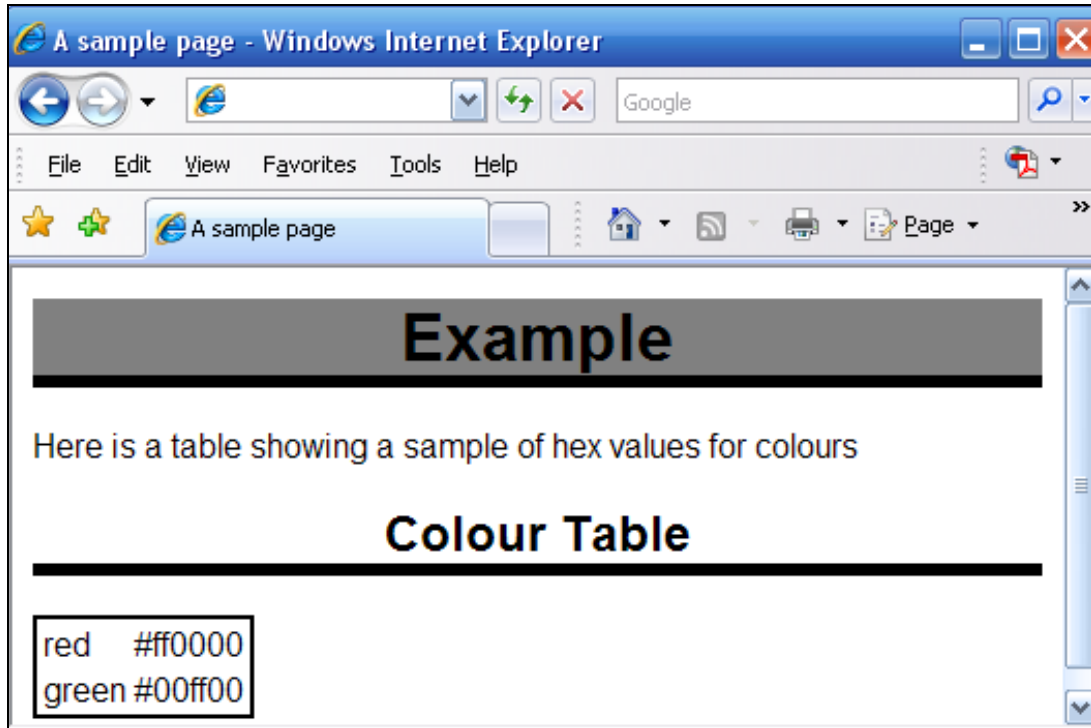 A sample page - Windows Internet Explorer
Google
File Edit View Favorites Tools Help
A sample page
Page
Example
Here is a table showing a sample of hex values for colours
Colour Table
red #ff0000
green #00ff00